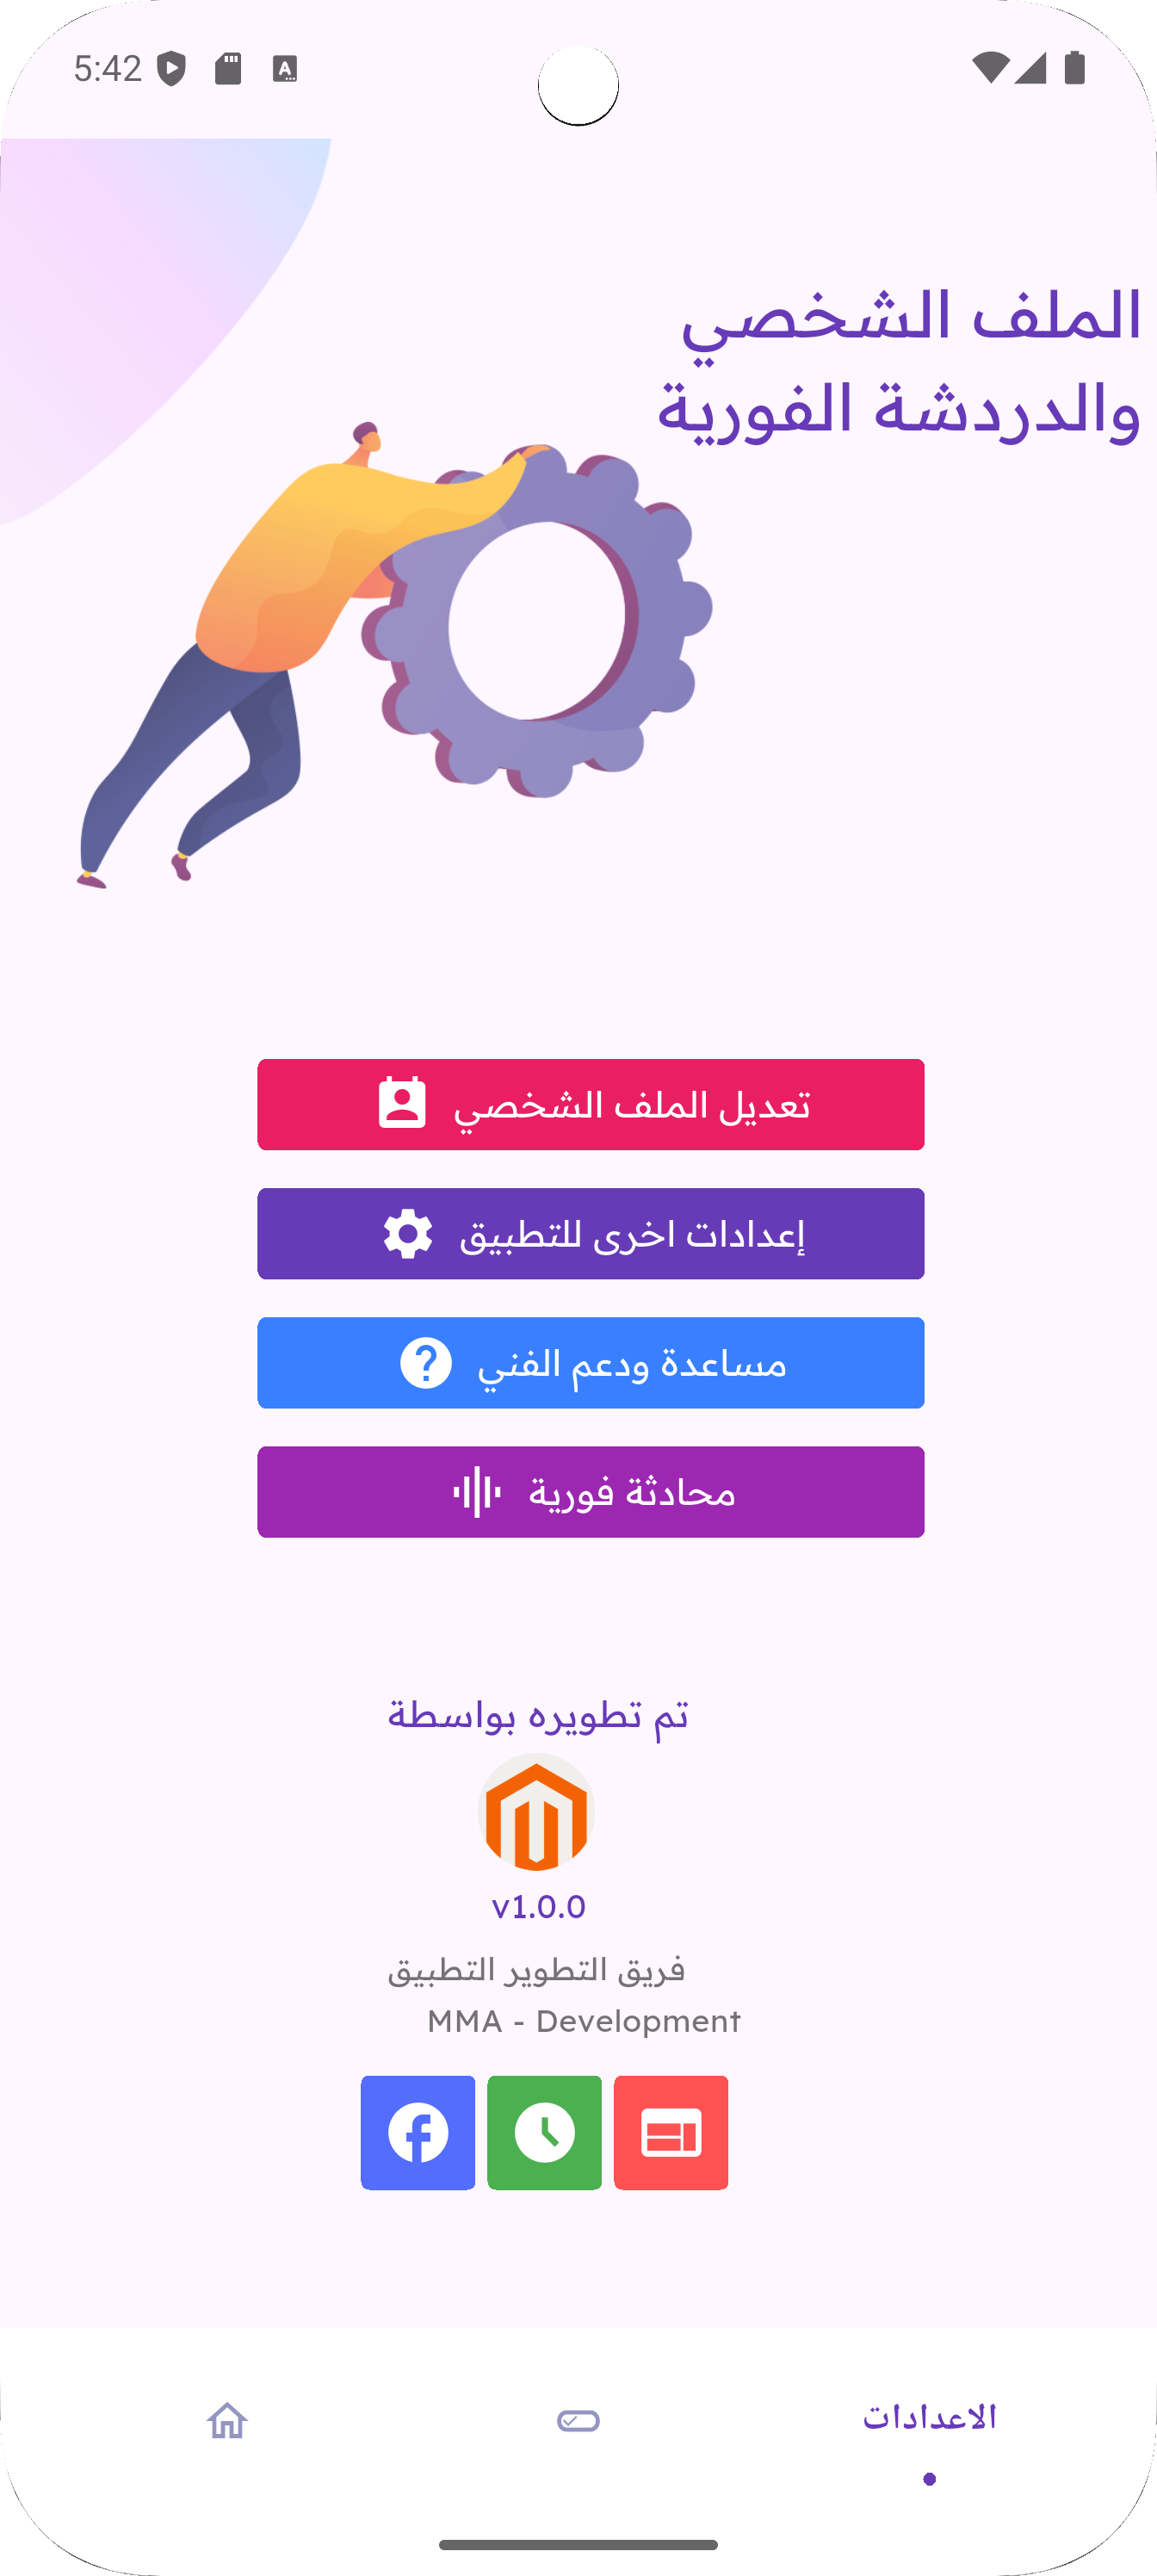 5:42
الملف الشخصي
والدردشة الفورية
تعديل الملف الشخصي
إعدادات اخرى للتطبيق
مساعدة ودعم الفني
محادثة فورية
تم تطويره بواسطة
v1.0.0
فريق التطوير التطبيق
MMA - Development
الاعدادات